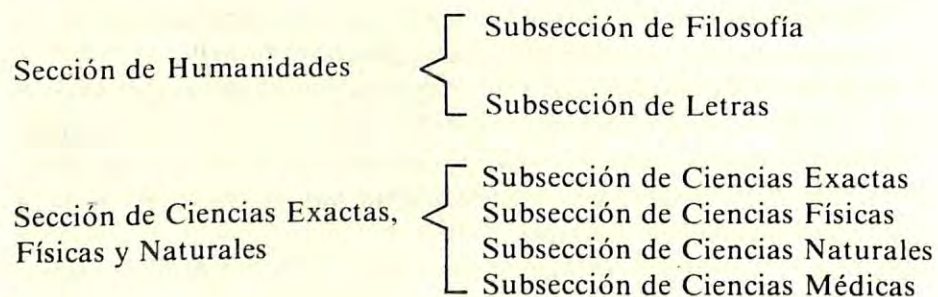 Subsección de Filosofía
Sección de Humanidades
Subsección de Letras
Subsección de Ciencias Exactas
Sección de Ciencias Exactas,
Subsección de Ciencias Físicas
Físicas y Naturales
Subsección de Ciencias Naturales
Subsección de Ciencias Médicas